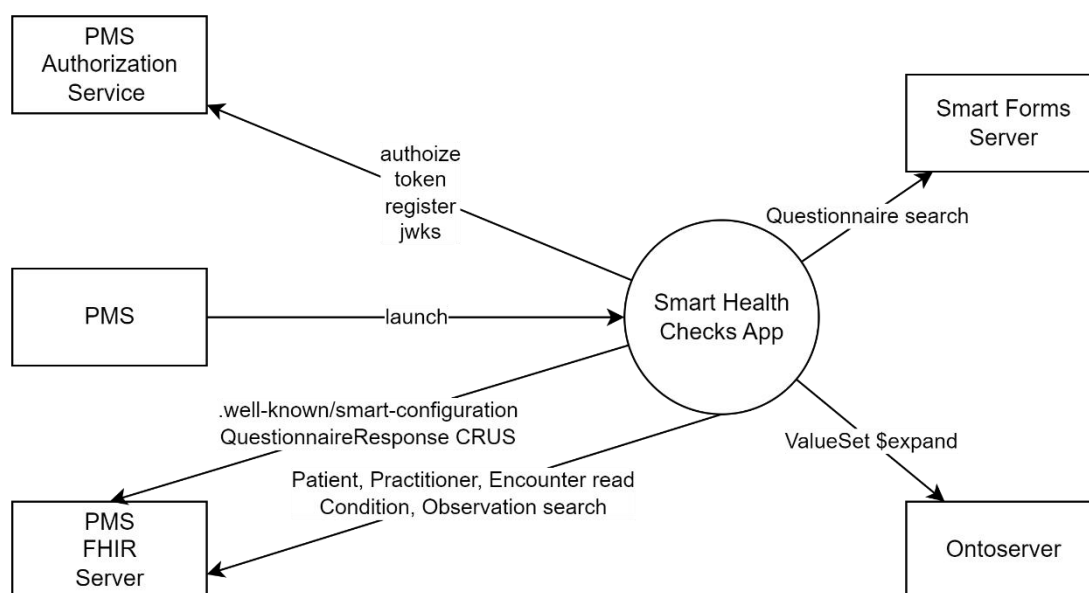 PMS
Authorization
Service
Smart Forms
Server
authoize
token
register
jwks
Questionnaire search
PMS
launch
Smart Health
Checks App
.well-known/smart-configuration
QuestionnaireResponse CRUS
ValueSet $expand
Patient, Practitioner, Encounter read
Condition, Observation search
PMS
FHIR
Server
Ontoserver